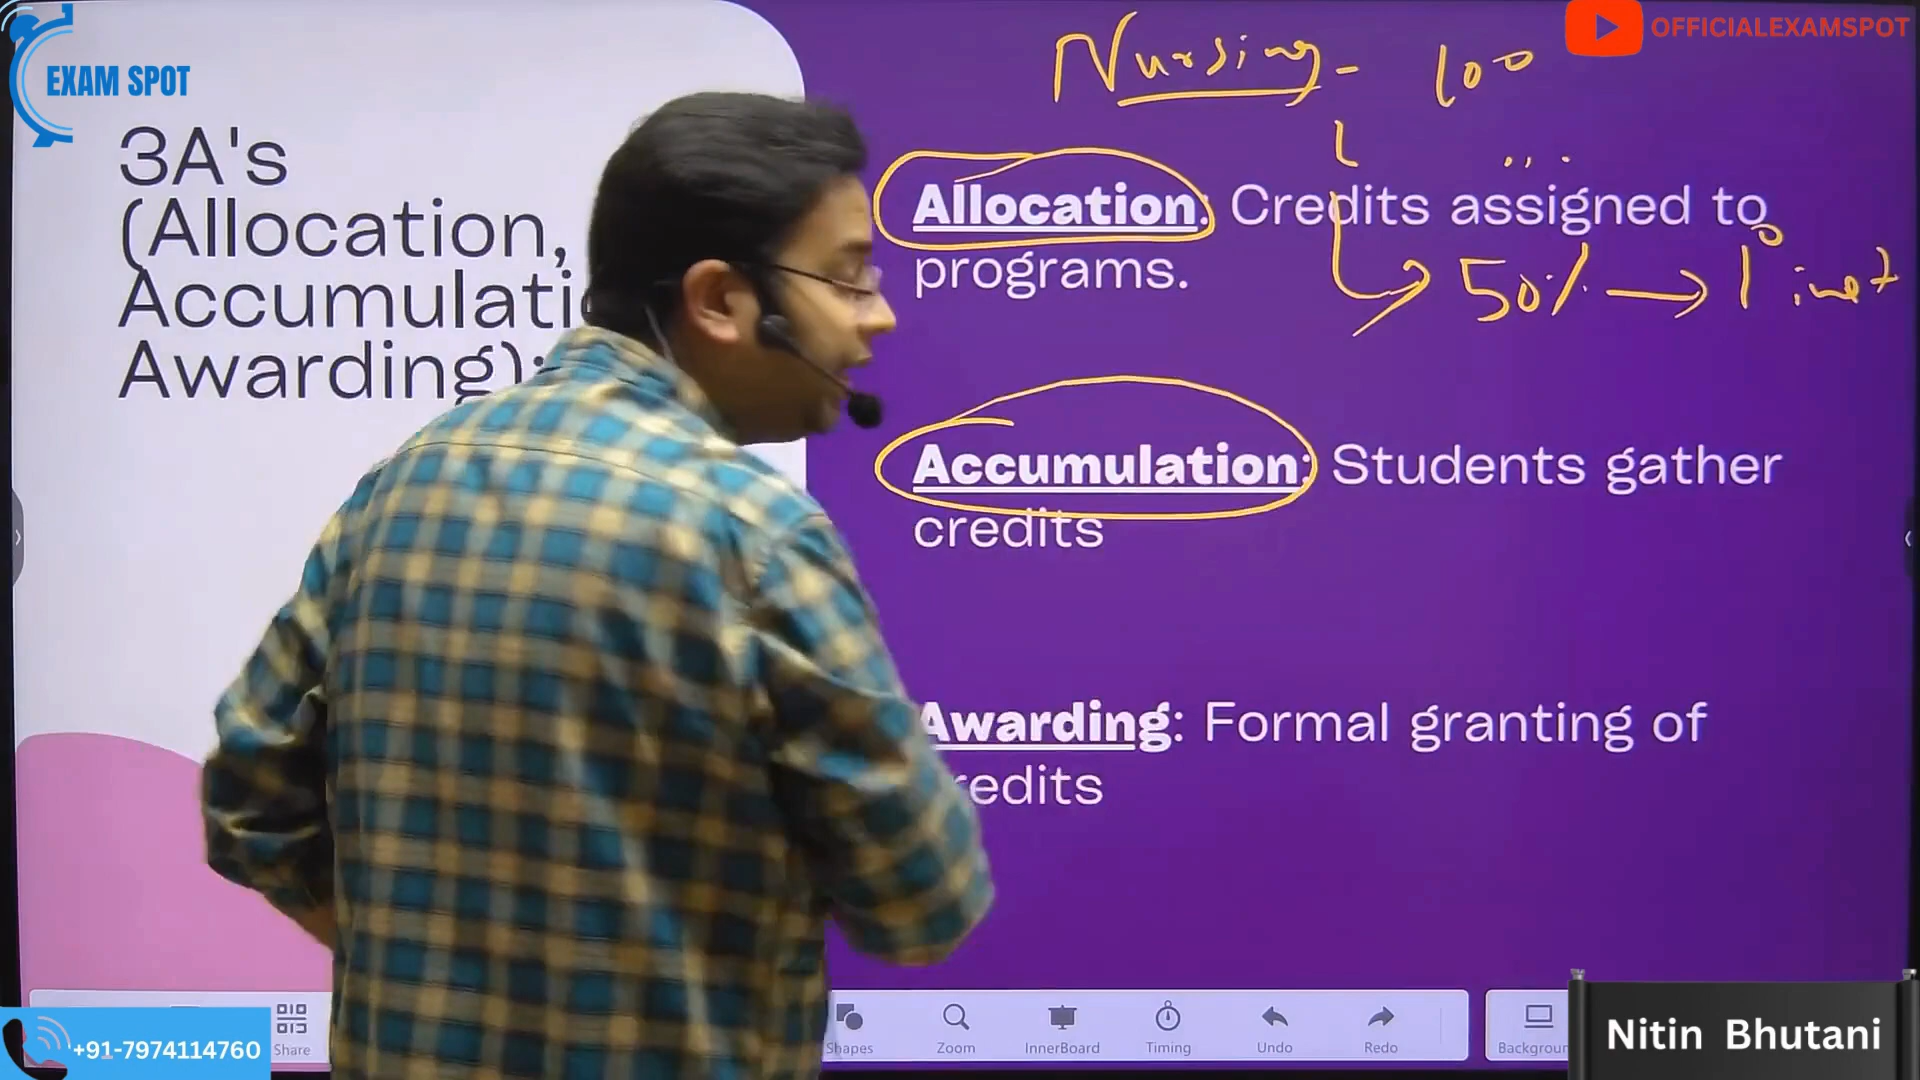 EXAM SPOT
OFFICIALEXAMSPOT
Nursing - 100
3A's
(Allocation,
Accumulati
Awarding):
Allocation: Credits assigned to
programs.
50% → 1
Accumulation: Students gather
credits
Awarding: Formal granting of
redits
+91-7974114760
Share
Shapes
Zoom
InnerBoard
Timing
Undo
Redo
Backgroun
Nitin Bhutani